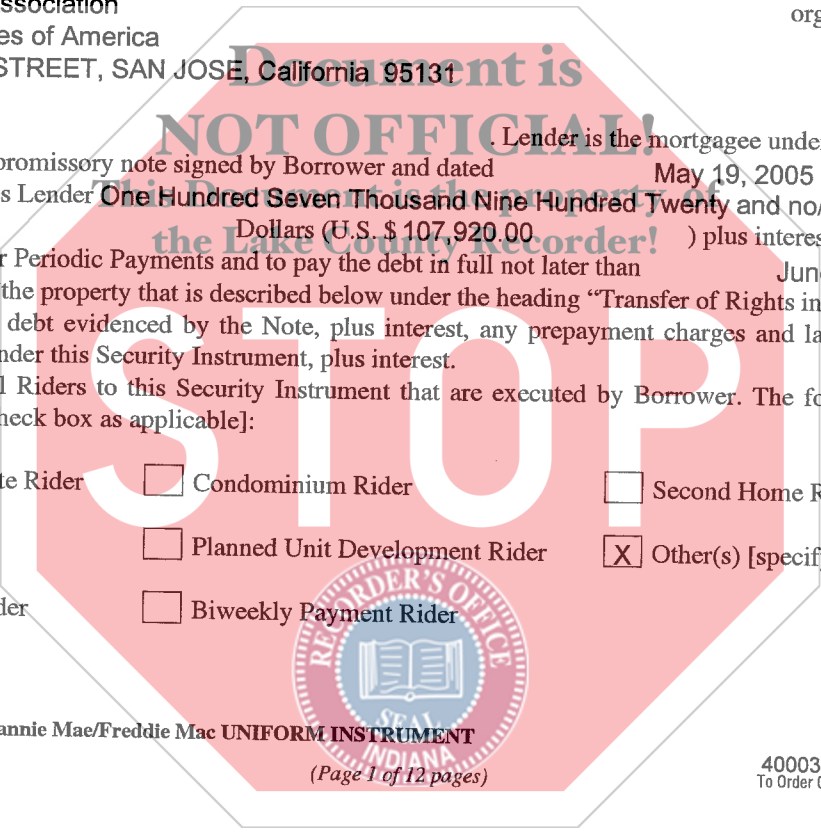 ssociation
org
es of America
STREET, SAN JOSE, California 95131
Document is
NOT OFFICIAL!
. Lender is the mortgagee unde
promissory note signed by Borrower and dated May 19, 2005
This Document is the property of
s Lender One Hundred Seven Thousand Nine Hundred Twenty and no/
the Lake County Recorder!
Dollars (U.S. $ 107,920.00 ) plus interes
r Periodic Payments and to pay the debt in full not later than June
the property that is described below under the heading “Transfer of Rights in
debt evidenced by the Note, plus interest, any prepayment charges and la
nder this Security Instrument, plus interest.
l Riders to this Security Instrument that are executed by Borrower. The fo
heck box as applicable]:
STOP
te Rider Condominium Rider Second Home R
Planned Unit Development Rider X Other(s) [specify
der Biweekly Payment Rider
RECORDER'S OFFICE
SEAL
INDIANA
annie Mae/Freddie Mac UNIFORM INSTRUMENT
(Page 1 of 12 pages)
40003
To Order C